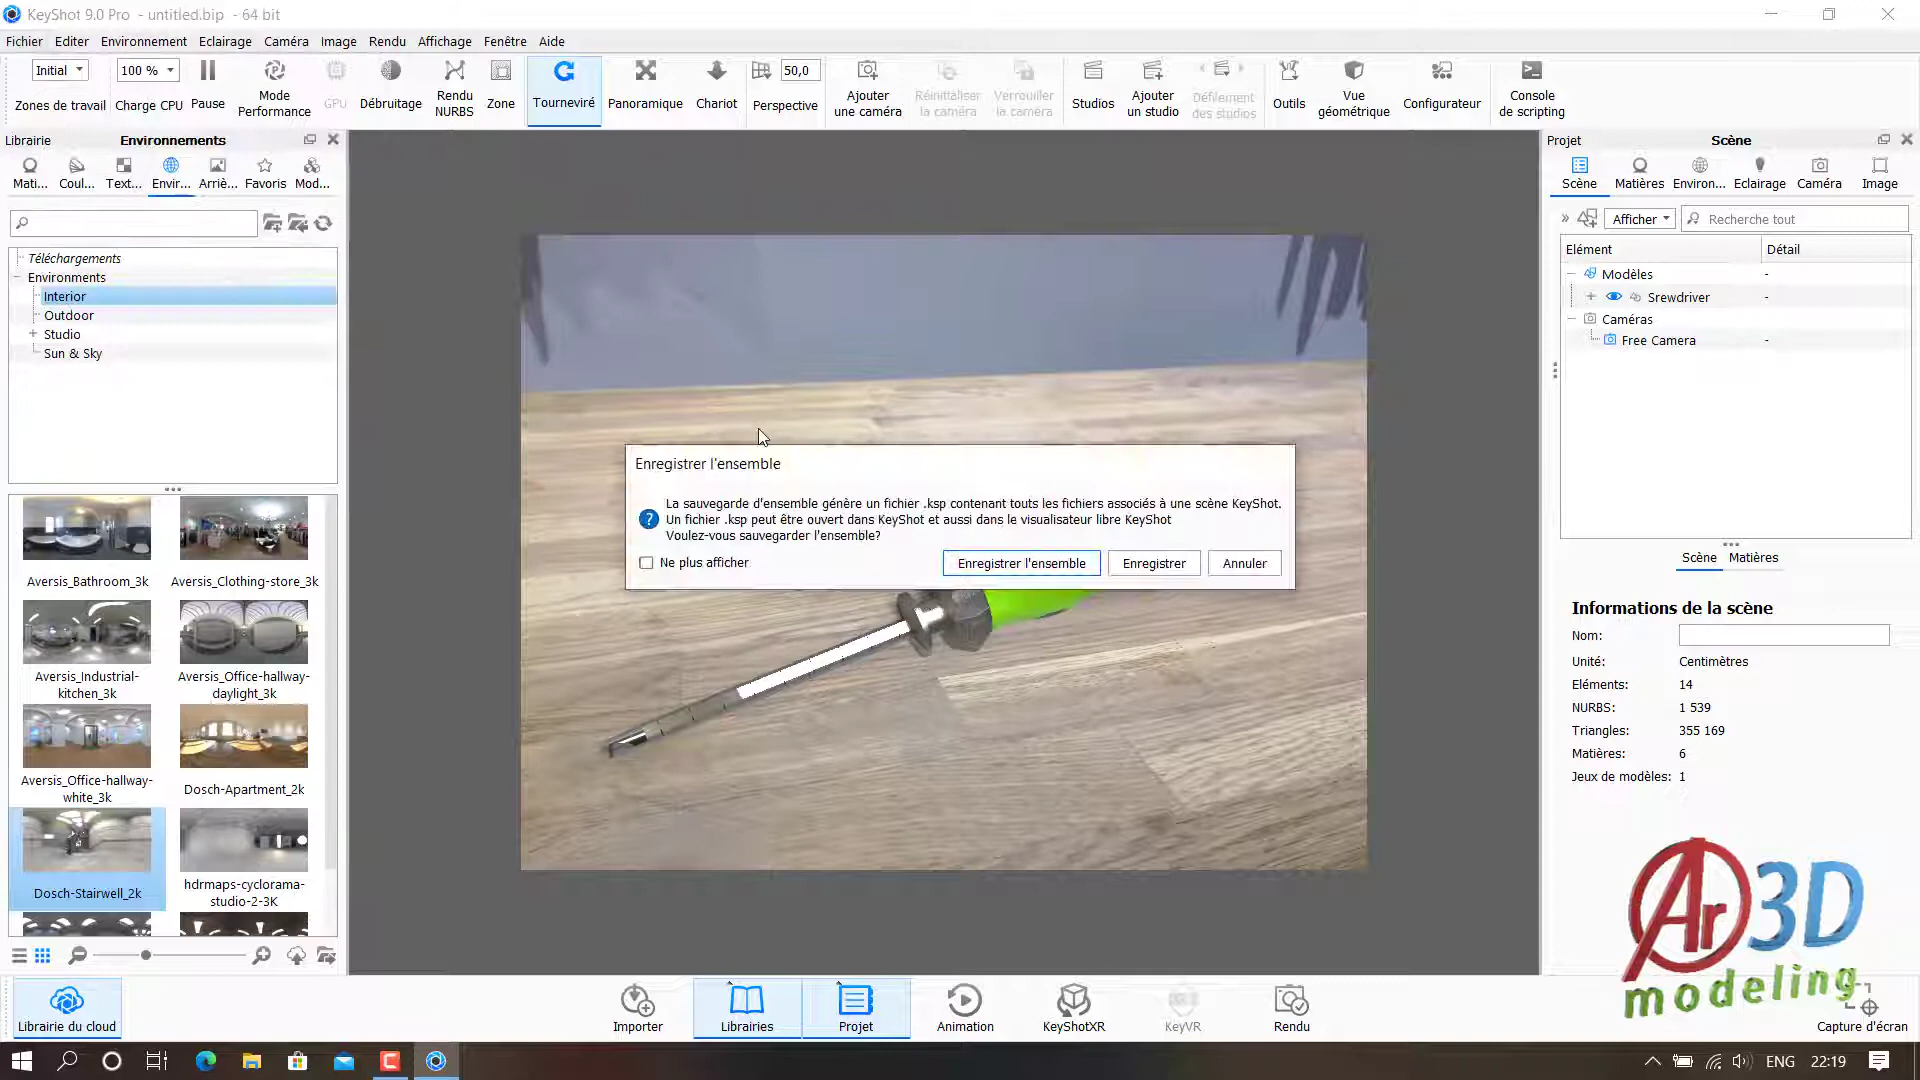 KeyShot 9.0 Pro - untitled.bip - 64 bit
Fichier Editer Environnement Eclairage Caméra Image Rendu Affichage Fenêtre Aide
Initial
Zones de travail
100 %
Charge CPU
Pause
Mode
Performance
GPU
Débruitage
Rendu
NURBS
Zone
Tourneviré
Panoramique
Chariot
50,0
Perspective
Ajouter
une caméra
Réinitialiser
la caméra
Verrouiller
la caméra
Studios
Ajouter
un studio
Défilement
des studios
Outils
Vue
géométrique
Configurateur
Console
de scripting
Librairie
Environnements
Mati... Coul... Text... Envir... Arriè... Favoris Mod...
Téléchargements
Environments
Interior
Outdoor
Studio
Sun & Sky
Aversis_Bathroom_3k
Aversis_Clothing-store_3k
Aversis_Industrial-
kitchen_3k
Aversis_Office-hallway-
daylight_3k
Aversis_Office-hallway-
white_3k
Dosch-Apartment_2k
Dosch-Stairwell_2k
hdrmaps-cyclorama-
studio-2-3K
Enregistrer l'ensemble
La sauvegarde d'ensemble génère un fichier .ksp contenant touts les fichiers associés à une scène KeyShot.
Un fichier .ksp peut être ouvert dans KeyShot et aussi dans le visualisateur libre KeyShot
Voulez-vous sauvegarder l'ensemble?
Ne plus afficher
Enregistrer l'ensemble
Enregistrer
Annuler
Projet
Scène
Scène Matières Environ... Eclairage Caméra Image
» Afficher Recherche tout
Elément Détail
Modèles -
Srewdriver -
Caméras
Free Camera -
Scène Matières
Informations de la scène
Nom:
Unité: Centimètres
Eléments: 14
NURBS: 1 539
Triangles: 355 169
Matières: 6
Jeux de modèles: 1
Ar3D
modeling
Librairie du cloud
Importer
Librairies
Projet
Animation
KeyShotXR
KeyVR
Rendu
Capture d'écran
ENG 22:19